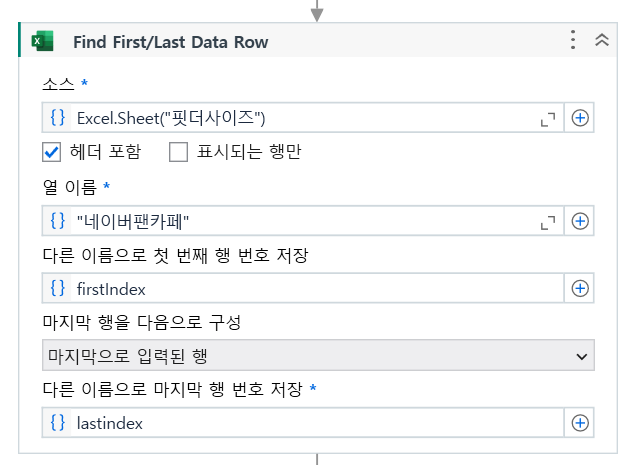 Find First/Last Data Row
소스 *
Excel.Sheet("핏더사이즈")
헤더 포함 표시되는 행만
열 이름 *
"네이버팬카페"
다른 이름으로 첫 번째 행 번호 저장
firstIndex
마지막 행을 다음으로 구성
마지막으로 입력된 행
다른 이름으로 마지막 행 번호 저장 *
lastindex